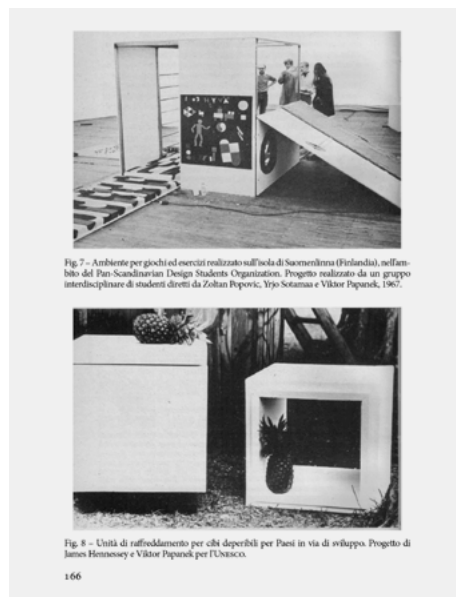 Fig. 7 – Ambiente per giochi ed esercizi realizzato sull'isola di Suomenlinna (Finlandia), nell'am-
bito del Pan-Scandinavian Design Students Organization. Progetto realizzato da un gruppo
interdisciplinare di studenti diretti da Zoltan Popovic, Yrjo Sotamaa e Viktor Papanek, 1967.
Fig. 8 – Unità di raffreddamento per cibi deperibili per Paesi in via di sviluppo. Progetto di
James Hennessey e Viktor Papanek per l'UNESCO.
166